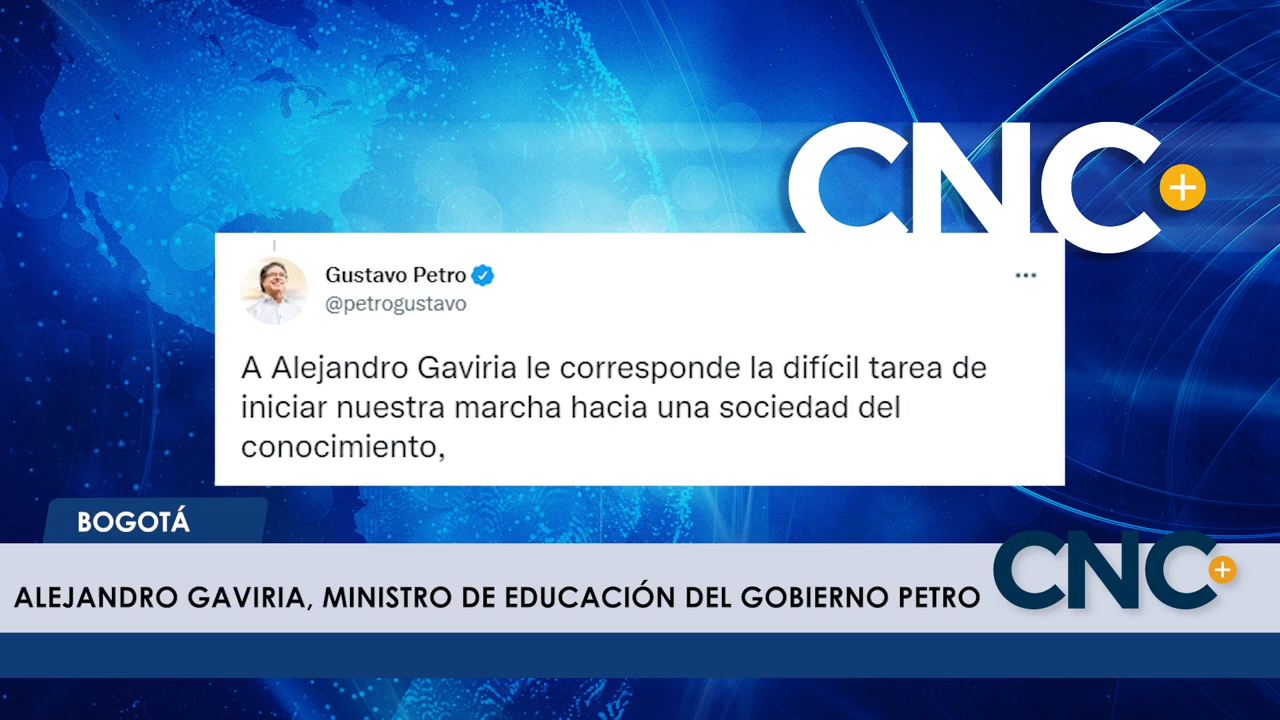 CNC+
Gustavo Petro
@petrogustavo
A Alejandro Gaviria le corresponde la difícil tarea de
iniciar nuestra marcha hacia una sociedad del
conocimiento,
BOGOTÁ
ALEJANDRO GAVIRIA, MINISTRO DE EDUCACIÓN DEL GOBIERNO PETRO
CNC+